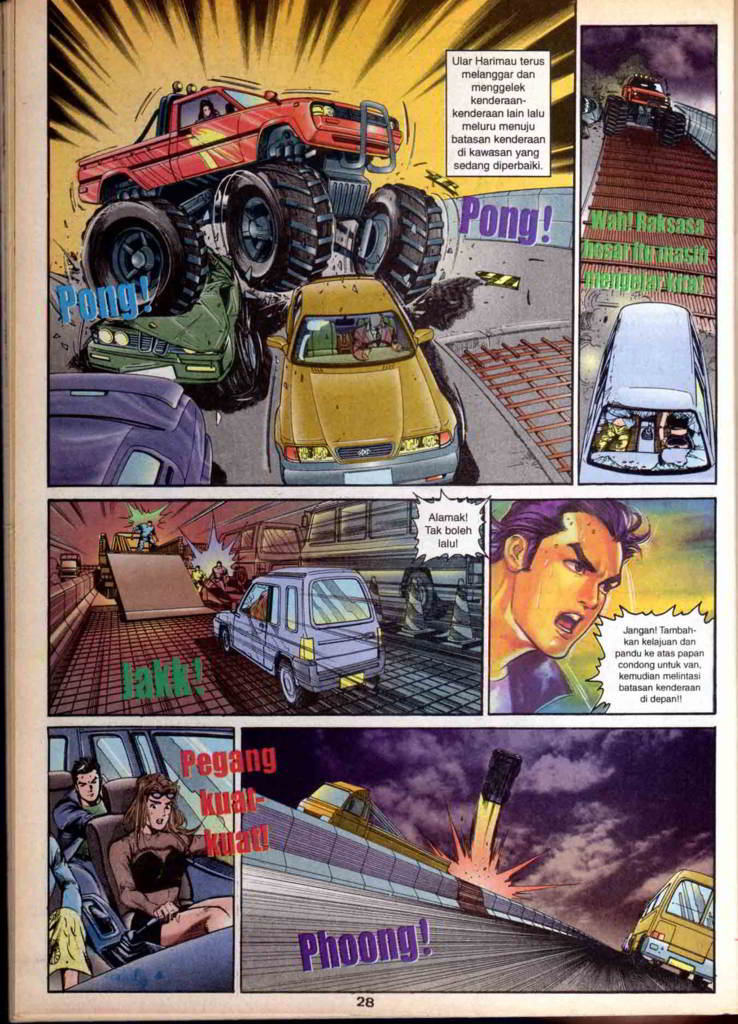 Ular Harimau terus
melanggar dan
menggelek
kenderaan-
kenderaan lain lalu
meluru menuju
batasan kenderaan
di kawasan yang
sedang diperbaiki.
Pong!
Pong!
Wah! Raksasa
besar itu masih
mengejar kita!
Alamak!
Tak boleh
lalu!
Jakk!
Jangan! Tambah-
kan kelajuan dan
pandu ke atas papan
condong untuk van,
kemudian melintasi
batasan kenderaan
di depan!!
Pegang
kuat-
kuat!
Phoong!
28